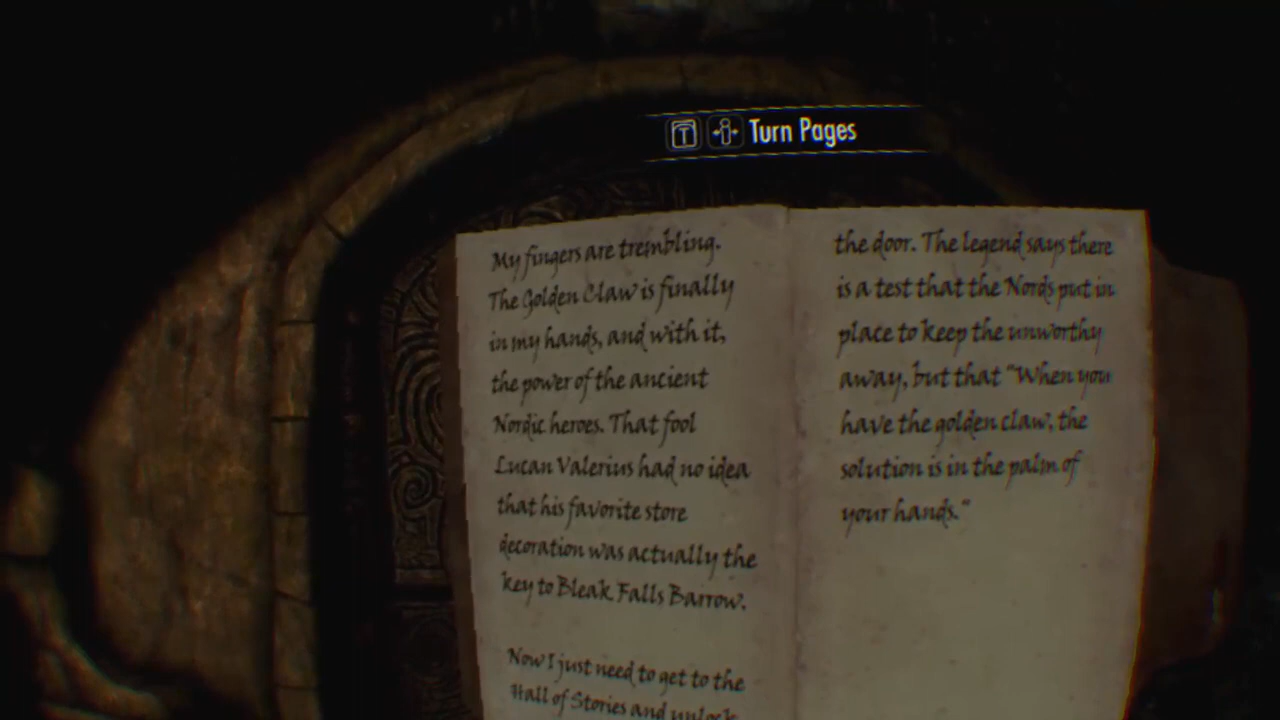 Turn Pages
My fingers are trembling.
The Golden Claw is finally
in my hands, and with it,
the power of the ancient
Nordic heroes. That fool
Lucan Valerius had no idea
that his favorite store
decoration was actually the
key to Bleak Falls Barrow.
Now I just need to get to the
Hall of Stories and unlock
the door. The legend says there
is a test that the Nords put in
place to keep the unworthy
away, but that "When you
have the golden claw, the
solution is in the palm of
your hands."